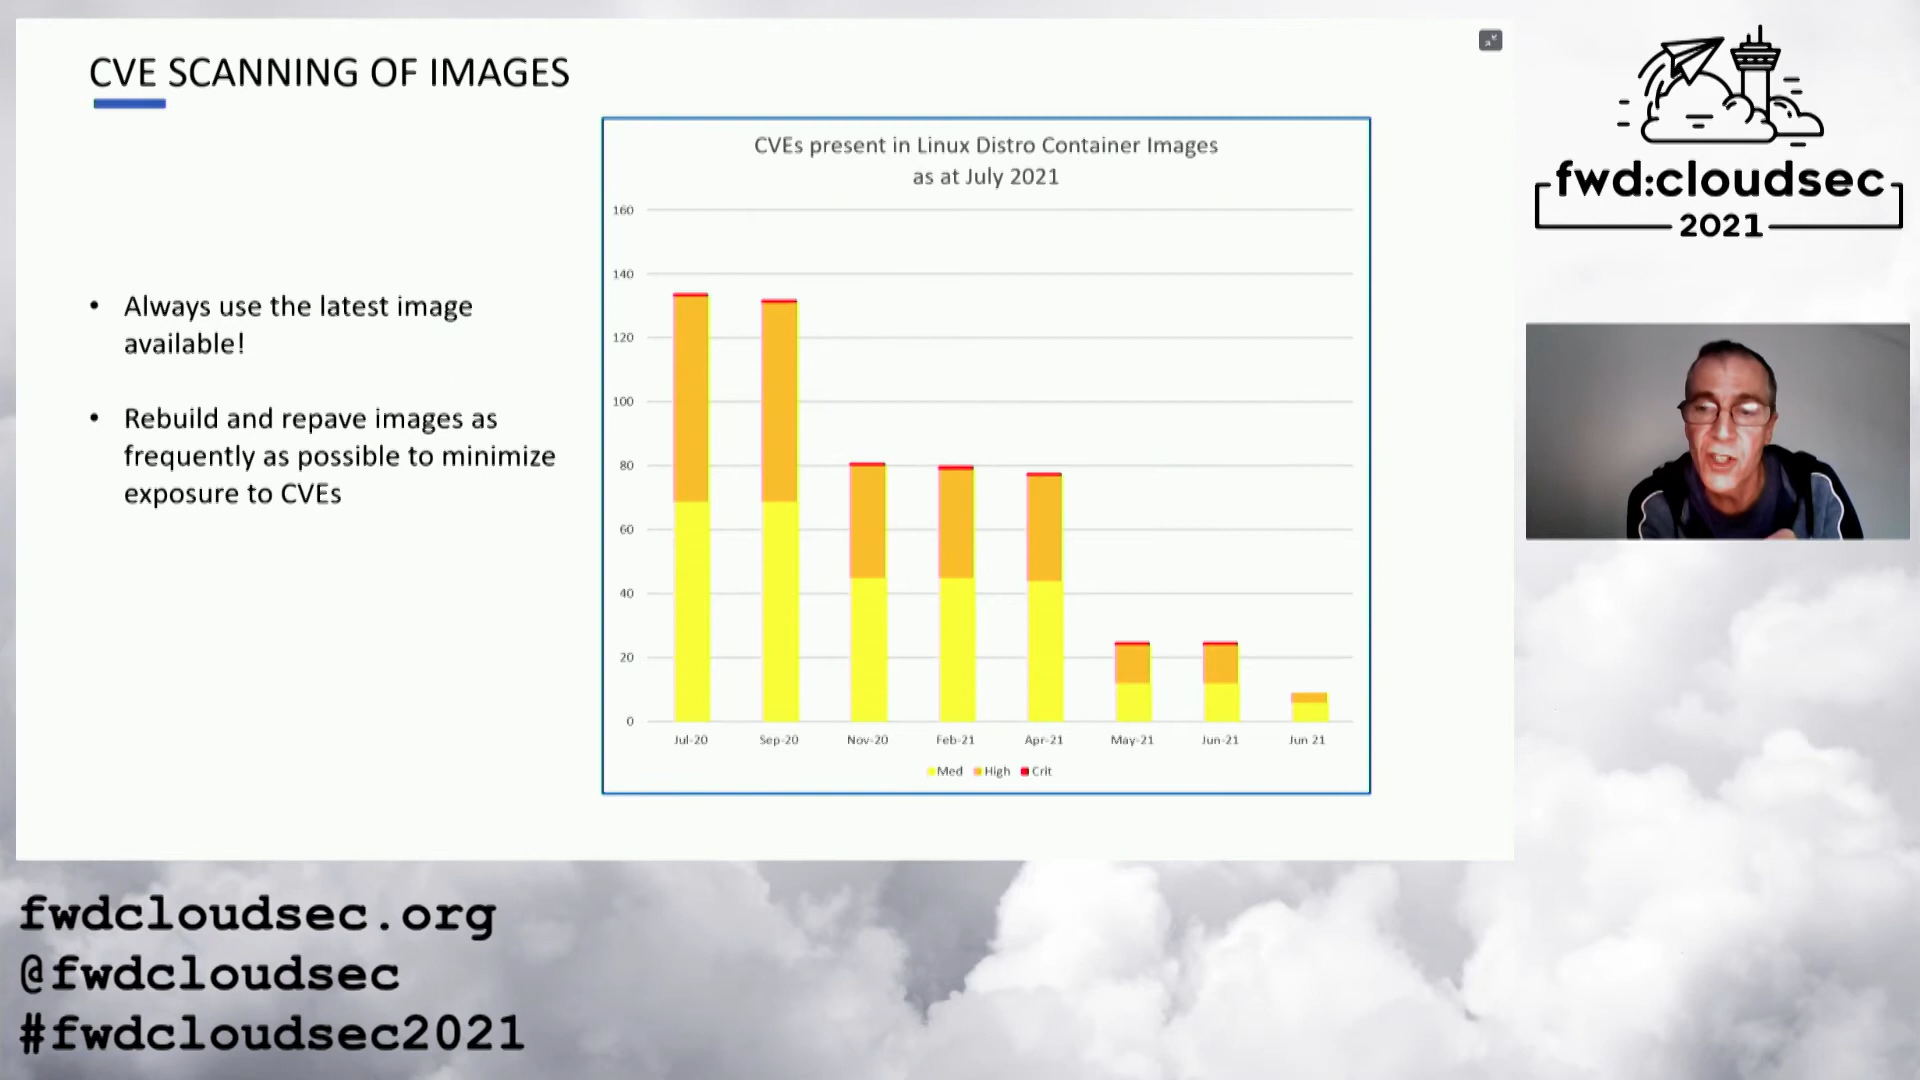 CVE SCANNING OF IMAGES
• Always use the latest image
available!
• Rebuild and repave images as
frequently as possible to minimize
exposure to CVEs
CVEs present in Linux Distro Container Images
as at July 2021
160
140
120
100
80
60
40
20
0
Jul-20 Sep-20 Nov-20 Feb-21 Apr-21 May-21 Jun-21 Jun 21
Med High Crit
fwd:cloudsec
2021
fwdcloudsec.org
@fwdcloudsec
#fwdcloudsec2021